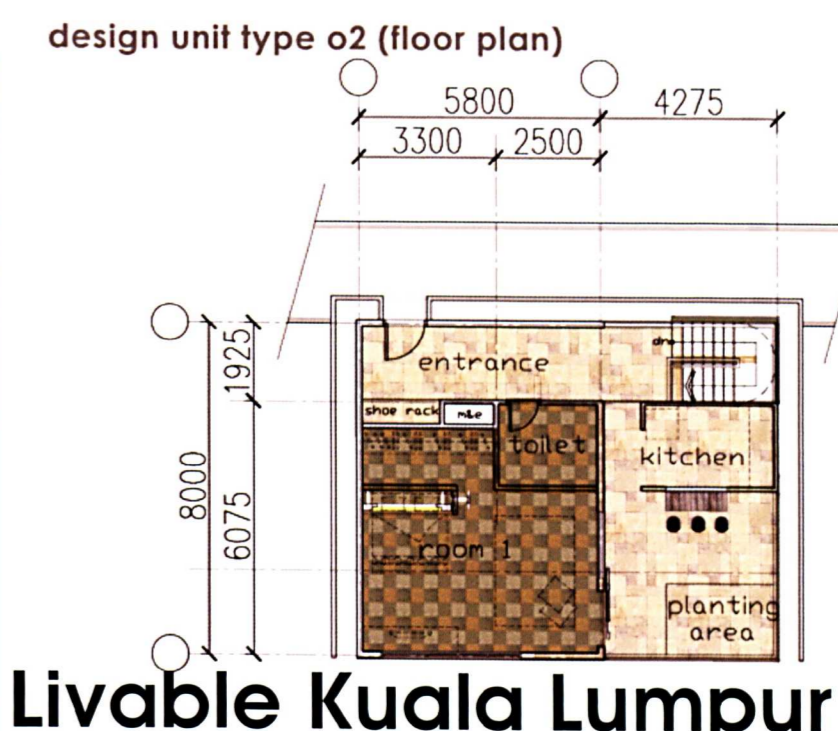 design unit type o2 (floor plan)
5800 4275
3300 2500
1925
8000
6075
entrance
dn
shoe rack m&e
toilet
kitchen
room 1
planting
area
Livable Kuala Lumpur